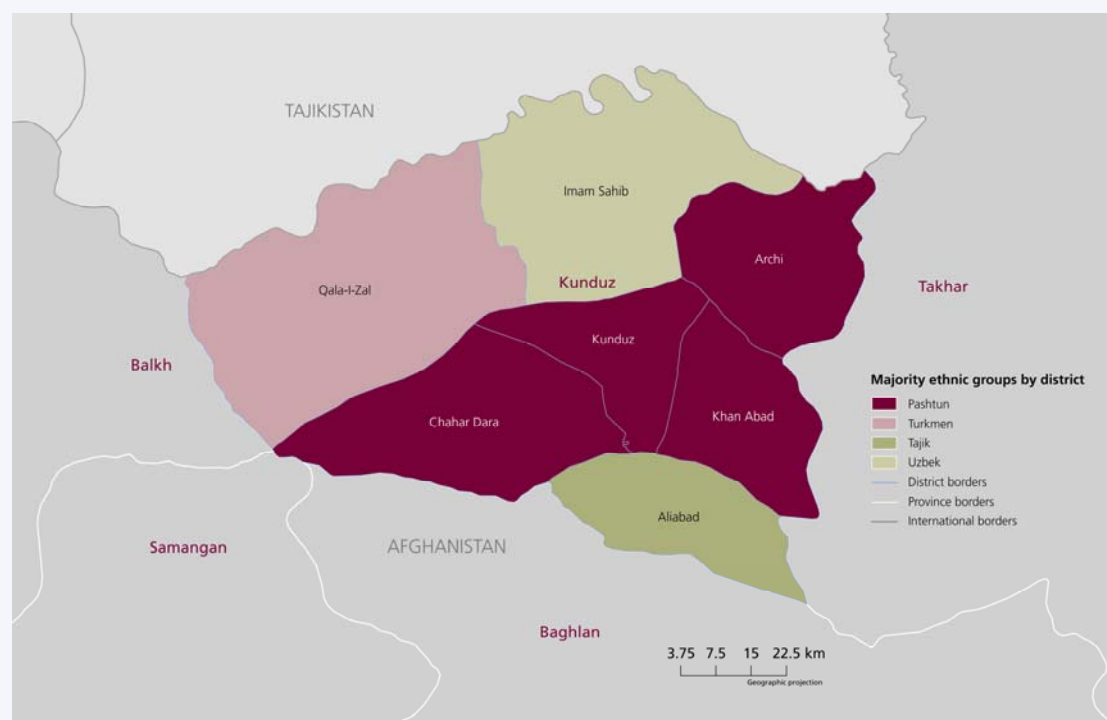 TAJIKISTAN
Imam Sahib
Archi
Kunduz
Takhar
Qala-I-Zal
Kunduz
Balkh
Majority ethnic groups by district
Pashtun
Turkmen
Tajik
Uzbek
District borders
Province borders
International borders
Khan Abad
Chahar Dara
Aliabad
Samangan
AFGHANISTAN
Baghlan
3.75 7.5 15 22.5 km
Geographic projection